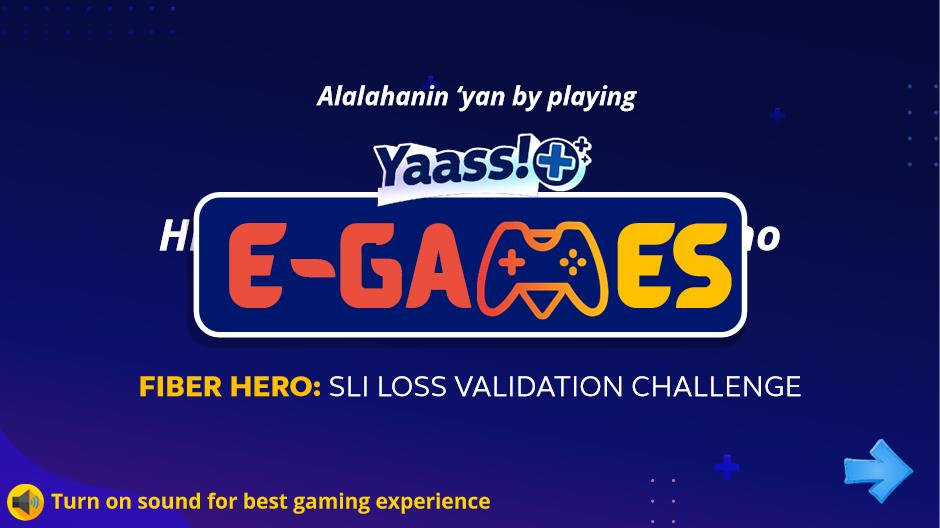 Alalahanin ‘yan by playing
Yaass!+
E-GAMES
FIBER HERO: SLI LOSS VALIDATION CHALLENGE
Turn on sound for best gaming experience